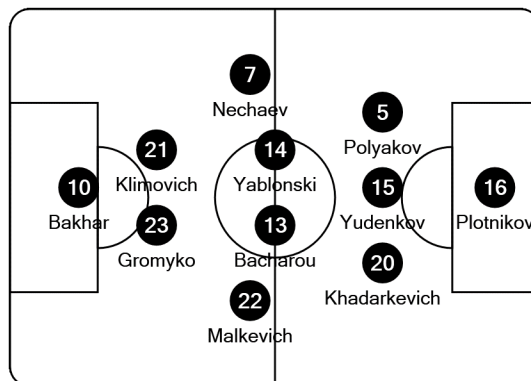 7
Nechaev
5
Polyakov
21
Klimovich
14
Yablonski
10
Bakhar
15
Yudenkov
16
Plotnikov
23
Gromyko
13
Bacharou
20
Khadarkevich
22
Malkevich